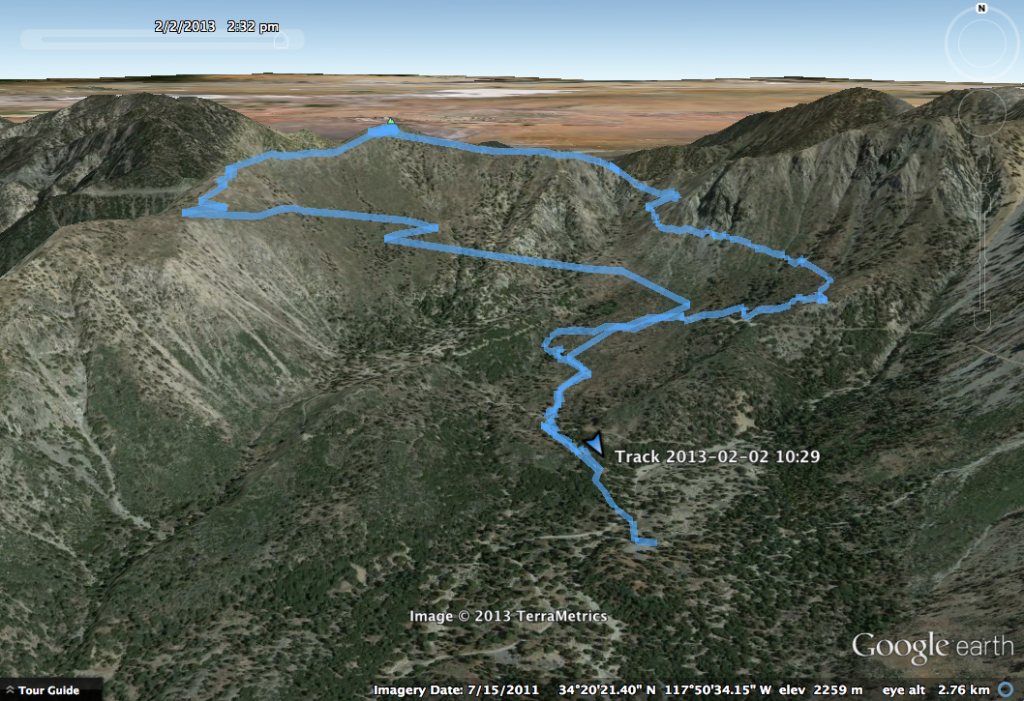 2/2/2013 2:32 pm
N
Track 2013-02-02 10:29
Image © 2013 TerraMetrics
Google earth
Tour Guide
Imagery Date: 7/15/2011 34°20'21.40" N 117°50'34.15" W elev 2259 m eye alt 2.76 km